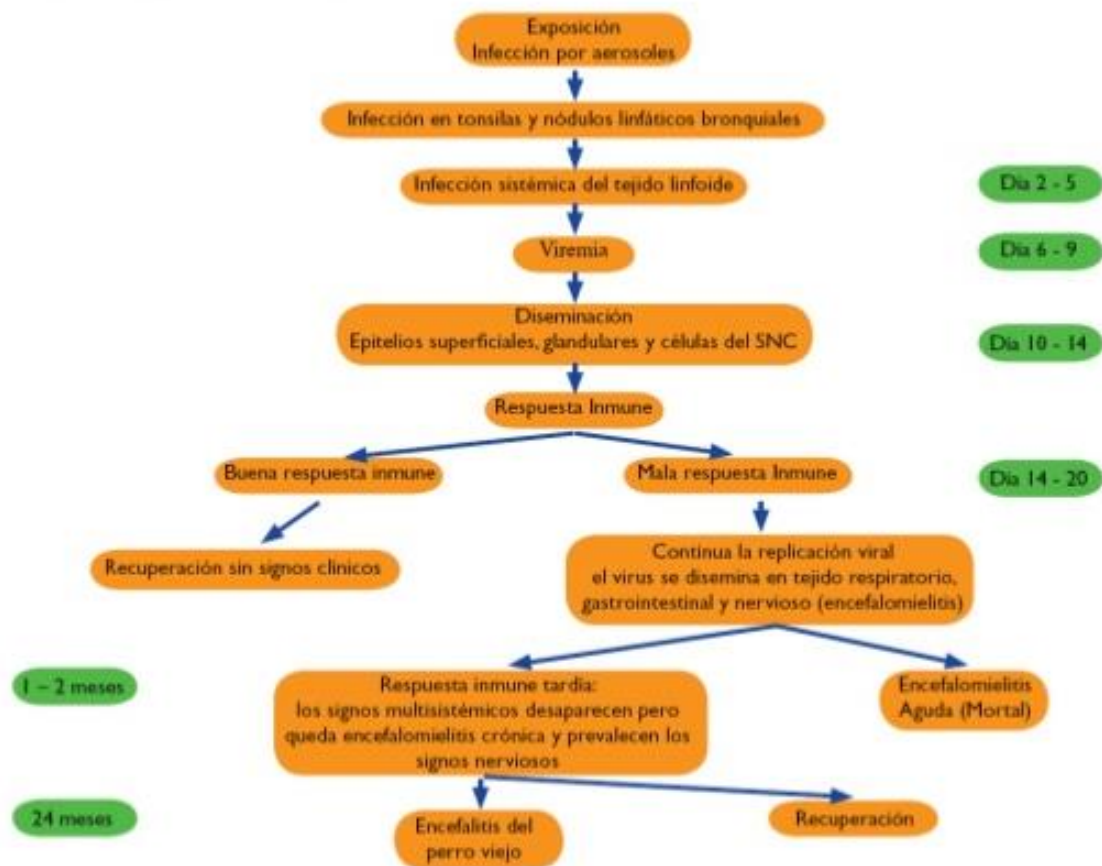 Exposición
Infección por aerosoles
Infección en tonsilas y nódulos linfáticos bronquiales
Infección sistémica del tejido linfoide
Día 2 - 5
Viremia
Día 6 - 9
Diseminación
Epitelios superficiales, glandulares y células del SNC
Día 10 - 14
Respuesta Inmune
Buena respuesta inmune
Mala respuesta Inmune
Día 14 - 20
Recuperación sin signos clínicos
Continua la replicación viral
el virus se disemina en tejido respiratorio,
gastrointestinal y nervioso (encefalomielitis)
1 – 2 meses
Respuesta inmune tardía:
los signos multisistémicos desaparecen pero
queda encefalomielitis crónica y prevalecen los
signos nerviosos
Encefalomielitis
Aguda (Mortal)
24 meses
Encefalitis del
perro viejo
Recuperación